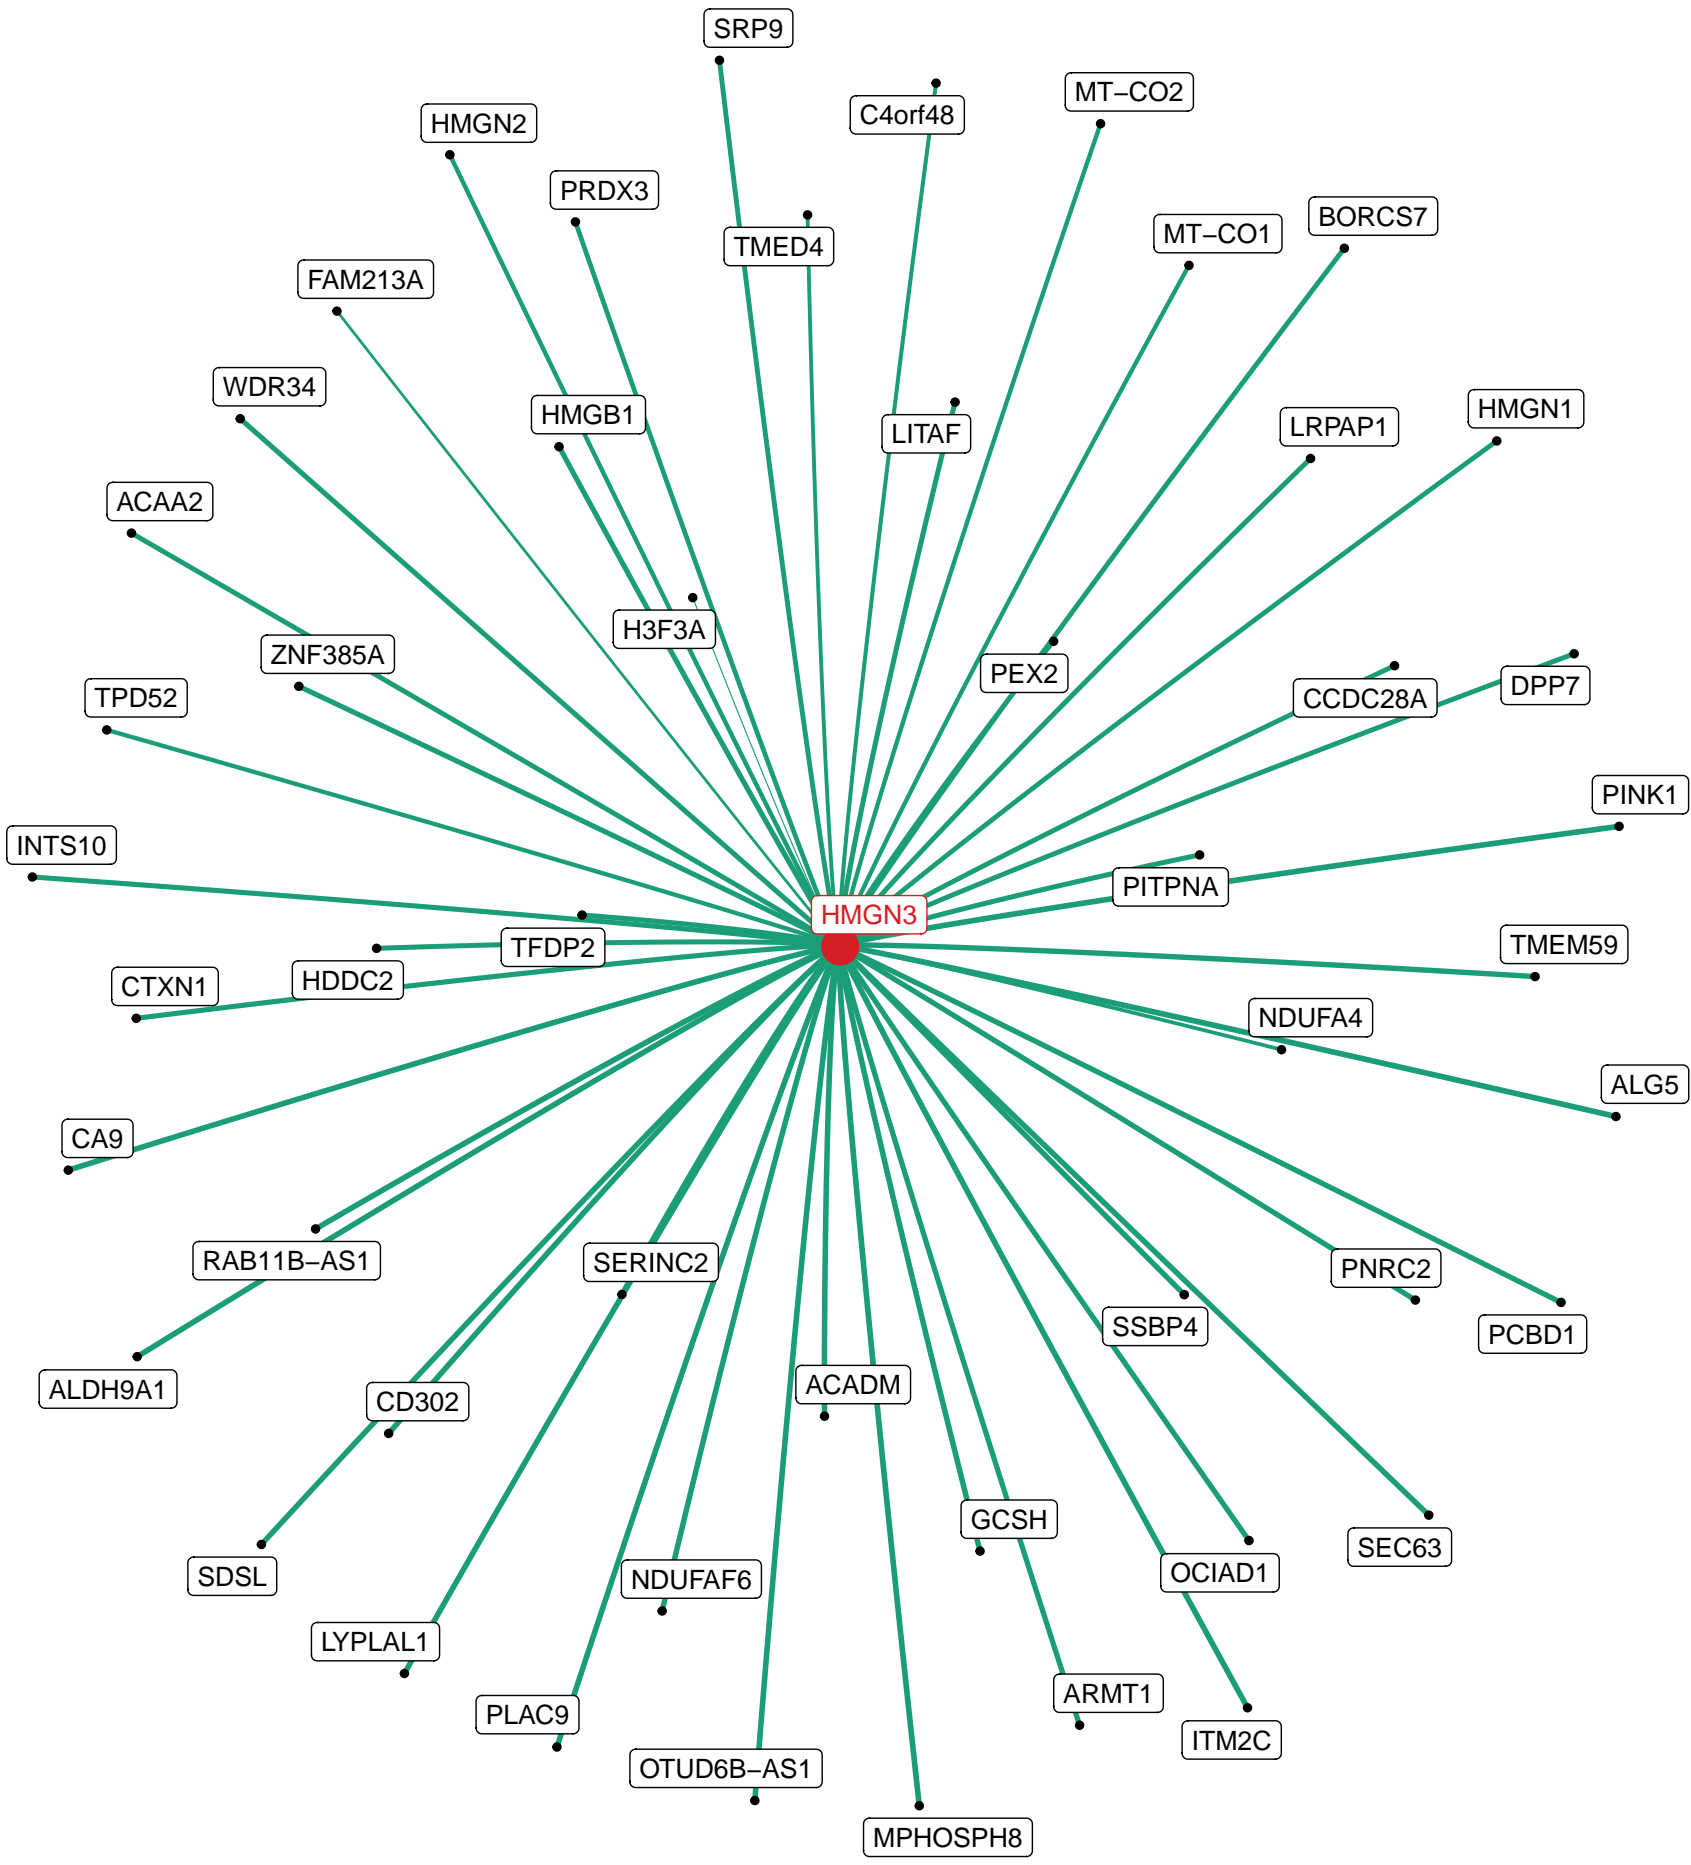 SRP9
MT−CO2
C4orf48
HMGN2
PRDX3
BORCS7
MT−CO1
TMED4
FAM213A
WDR34
HMGN1
HMGB1
LRPAP1
LITAF
ACAA2
H3F3A
ZNF385A
PEX2
DPP7
TPD52
CCDC28A
PINK1
INTS10
PITPNA
HMGN3
TMEM59
TFDP2
HDDC2
CTXN1
NDUFA4
ALG5
CA9
RAB11B−AS1
SERINC2
PNRC2
SSBP4
PCBD1
ACADM
ALDH9A1
CD302
GCSH
SEC63
OCIAD1
SDSL
NDUFAF6
LYPLAL1
ARMT1
PLAC9
ITM2C
OTUD6B−AS1
MPHOSPH8